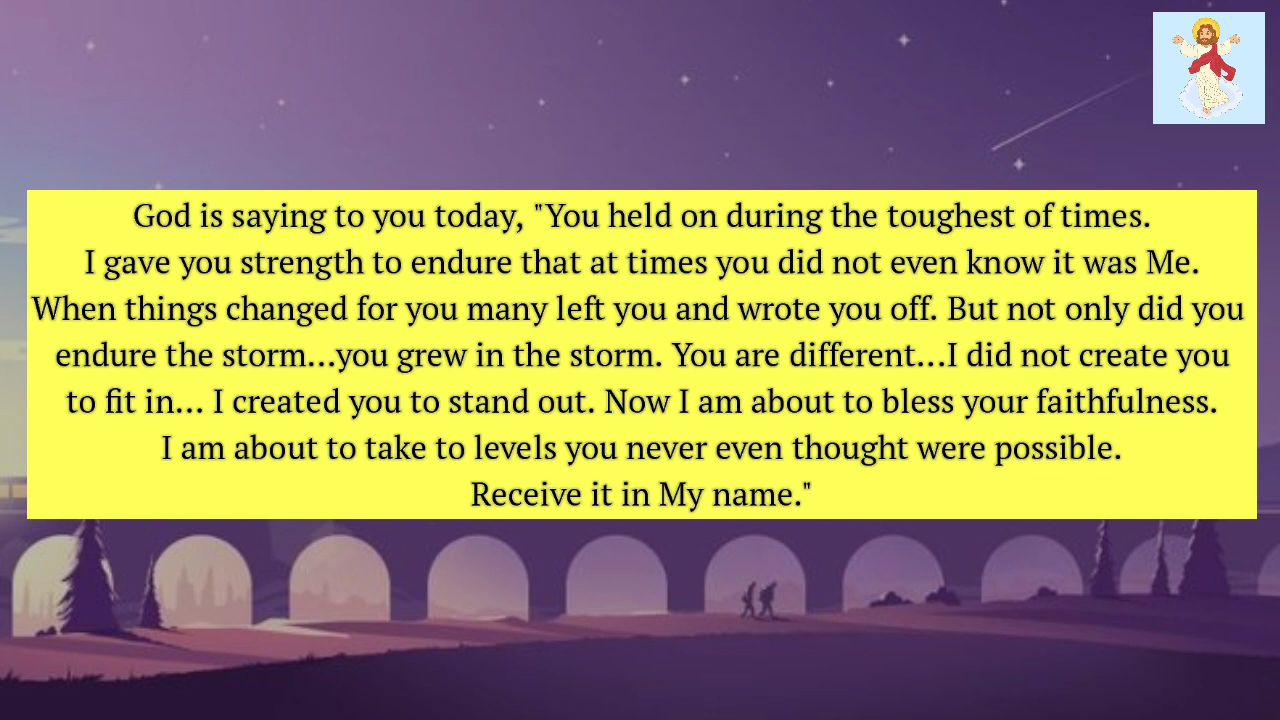 God is saying to you today, "You held on during the toughest of times.
I gave you strength to endure that at times you did not even know it was Me.
When things changed for you many left you and wrote you off. But not only did you
endure the storm...you grew in the storm. You are different...I did not create you
to fit in... I created you to stand out. Now I am about to bless your faithfulness.
I am about to take to levels you never even thought were possible.
Receive it in My name."